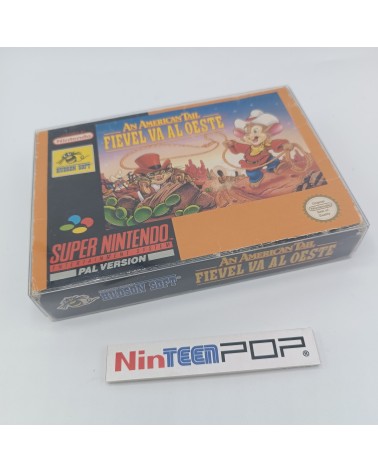 Nintendo
AN AMERICAN TAIL
FIEVEL VA AL OESTE
HUDSON SOFT
SUPER NINTENDO
ENTERTAINMENT SYSTEM
PAL VERSION
AN AMERICAN TAIL
FIEVEL VA AL OESTE
HUDSON SOFT
NinTEENPOP®